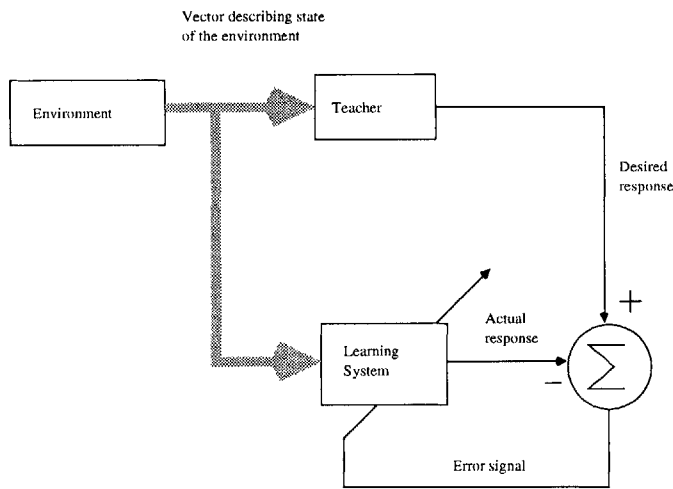 Vector describing state
of the environment
Environment
Teacher
Desired
response
+
Actual
response
Learning
System
−
Σ
Error signal